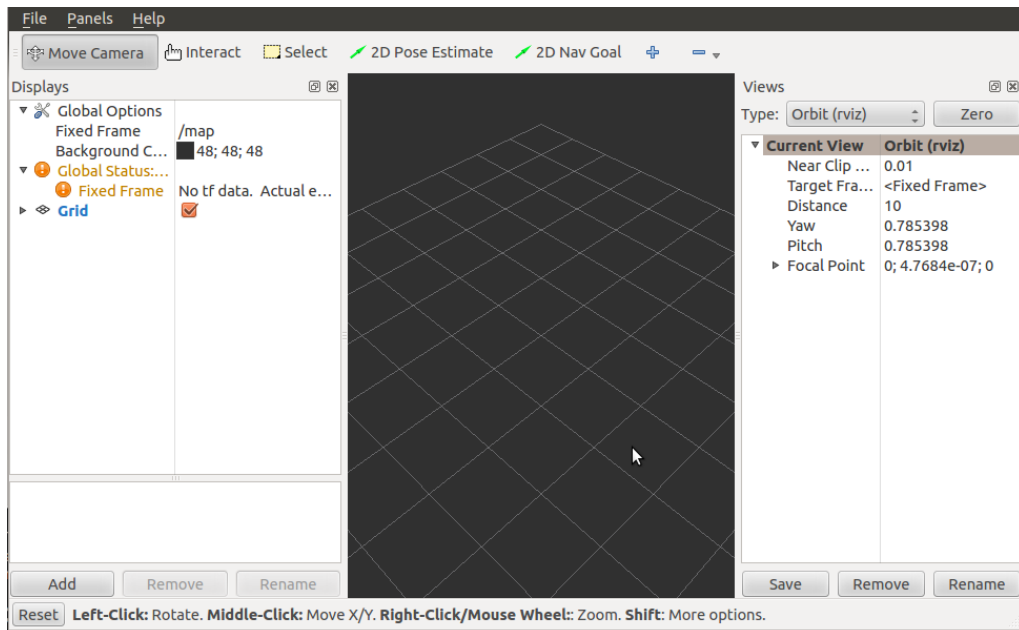 File Panels Help
Move Camera Interact Select 2D Pose Estimate 2D Nav Goal
Displays
Global Options
Fixed Frame /map
Background C... 48; 48; 48
Global Status:...
Fixed Frame No tf data. Actual e...
Grid
Add Remove Rename
Views
Type: Orbit (rviz) Zero
Current View Orbit (rviz)
Near Clip ... 0.01
Target Fra... <Fixed Frame>
Distance 10
Yaw 0.785398
Pitch 0.785398
Focal Point 0; 4.7684e-07; 0
Save Remove Rename
Reset Left-Click: Rotate. Middle-Click: Move X/Y. Right-Click/Mouse Wheel:: Zoom. Shift: More options.